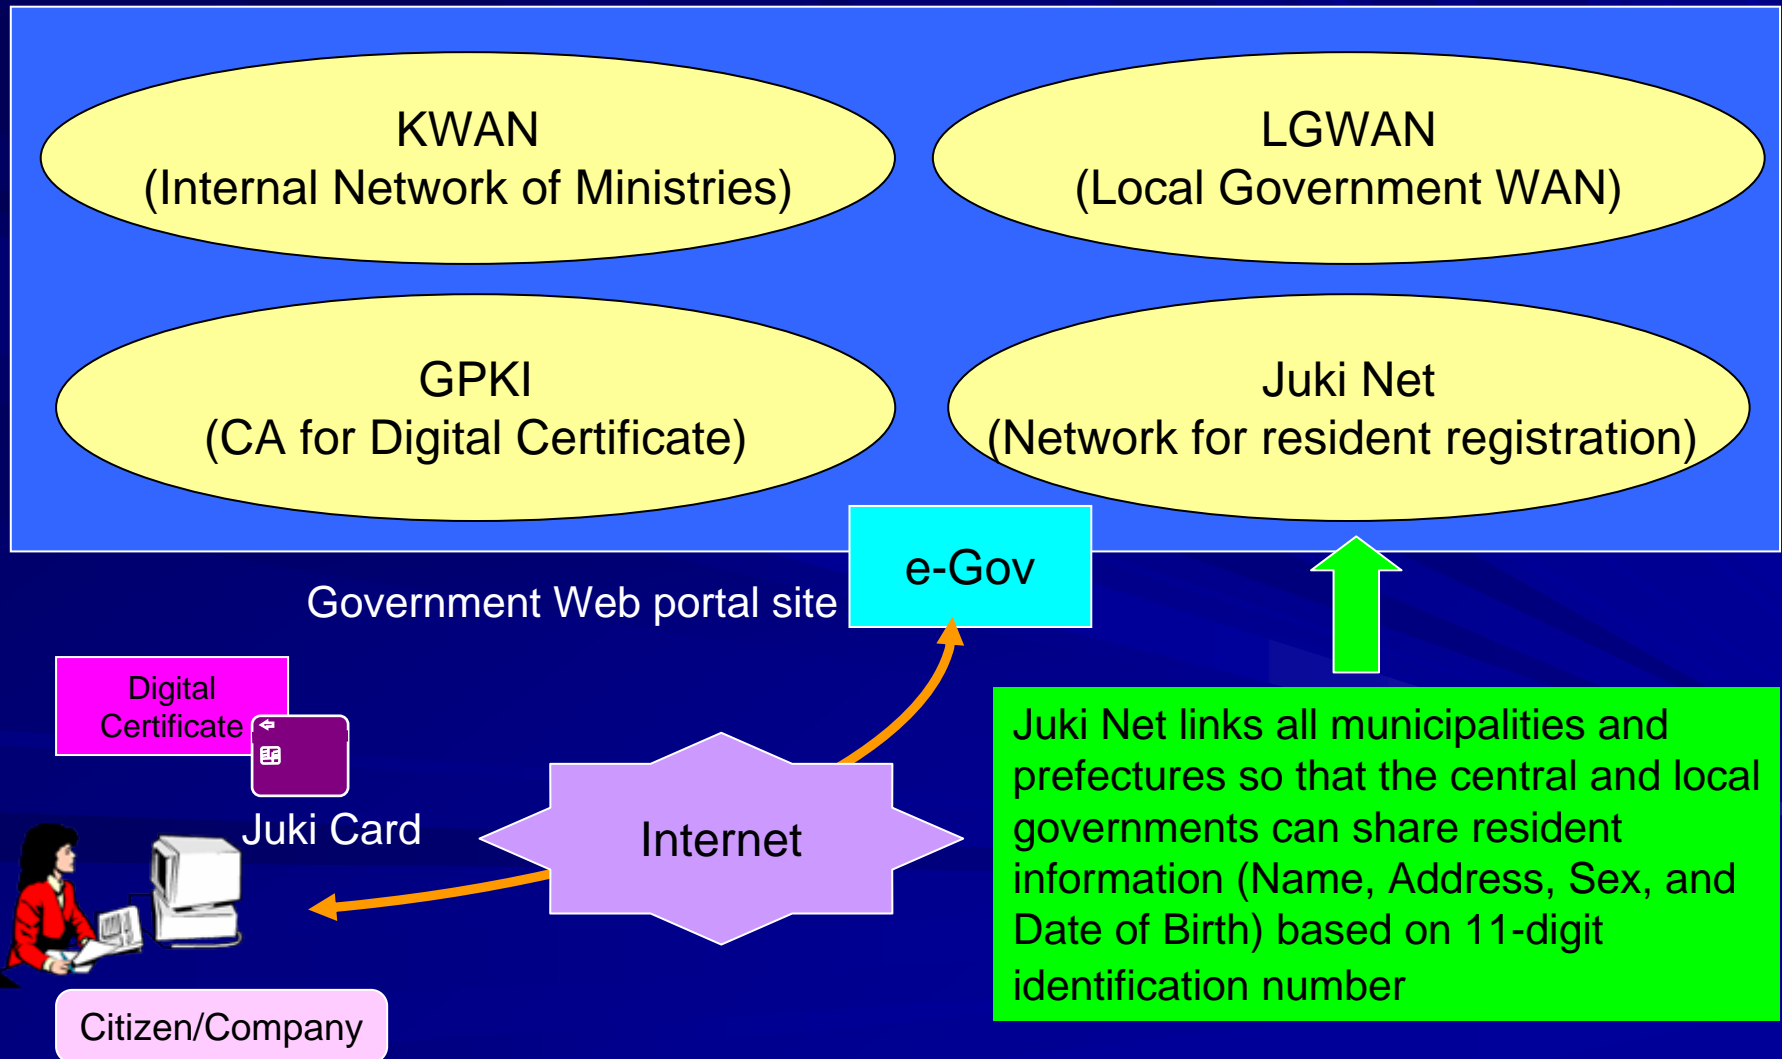 KWAN
(Internal Network of Ministries)
LGWAN
(Local Government WAN)
GPKI
(CA for Digital Certificate)
Juki Net
(Network for resident registration)
e-Gov
Government Web portal site
Digital
Certificate
Juki Card
Internet
Citizen/Company
Juki Net links all municipalities and
prefectures so that the central and local
governments can share resident
information (Name, Address, Sex, and
Date of Birth) based on 11-digit
identification number